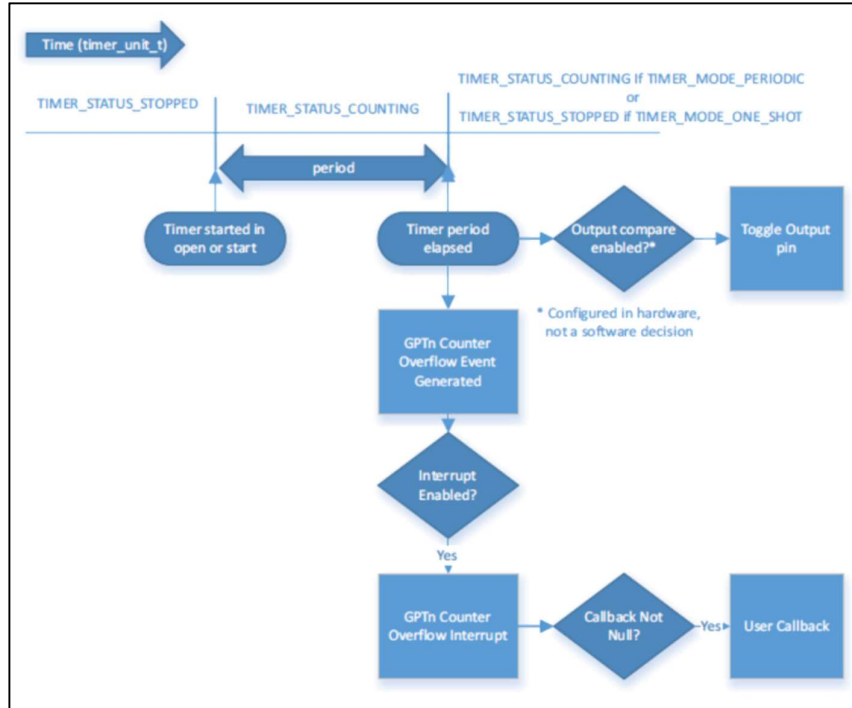 Time (timer_unit_t)
TIMER_STATUS_STOPPED
TIMER_STATUS_COUNTING
TIMER_STATUS_COUNTING If TIMER_MODE_PERIODIC
or
TIMER_STATUS_STOPPED if TIMER_MODE_ONE_SHOT
period
Timer started in
open or start
Timer period
elapsed
Output compare
enabled?*
Toggle Output
pin
* Configured in hardware,
not a software decision
GPTn Counter
Overflow Event
Generated
Interrupt
Enabled?
Yes
GPTn Counter
Overflow Interrupt
Callback Not
Null?
Yes
User Callback